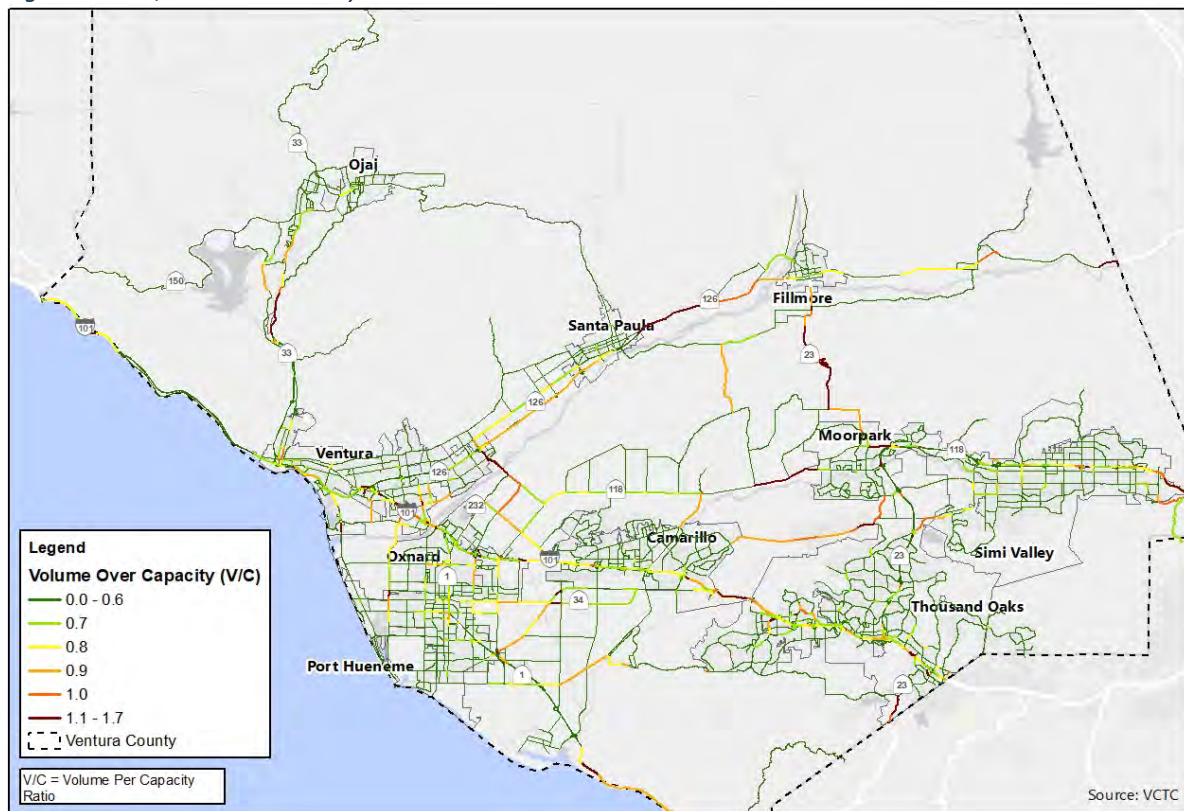 33
Ojai
150
101
33
126
Fillmore
Santa Paula
23
126
Moorpark
118
Ventura
126
118
101
232
Camarillo
Oxnard
101
23
Simi Valley
1
34
Thousand Oaks
Port Hueneme
1
23
Legend
Volume Over Capacity (V/C)
0.0 - 0.6
0.7
0.8
0.9
1.0
1.1 - 1.7
Ventura County
V/C = Volume Per Capacity
Ratio
Source: VCTC